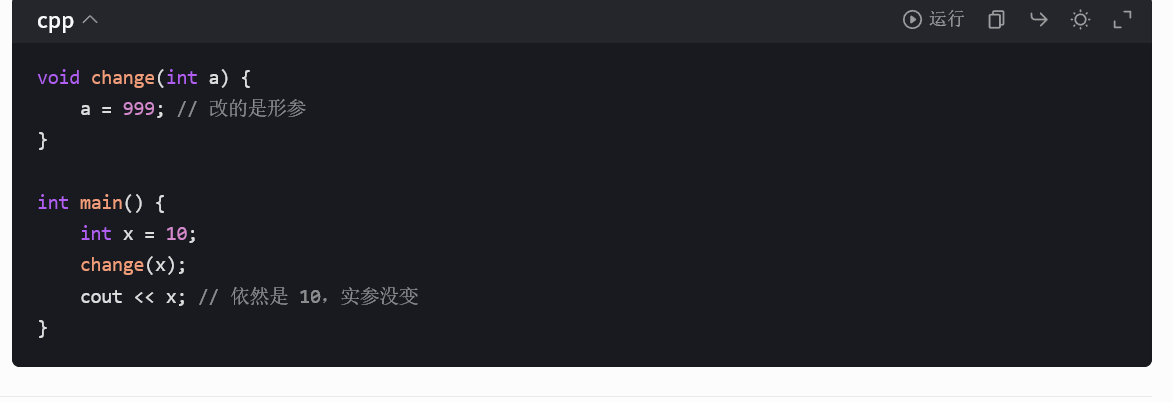 cpp
运行
void change(int a) {
    a = 999; // 改的是形参
}
int main() {
    int x = 10;
    change(x);
    cout << x; // 依然是 10，实参没变
}